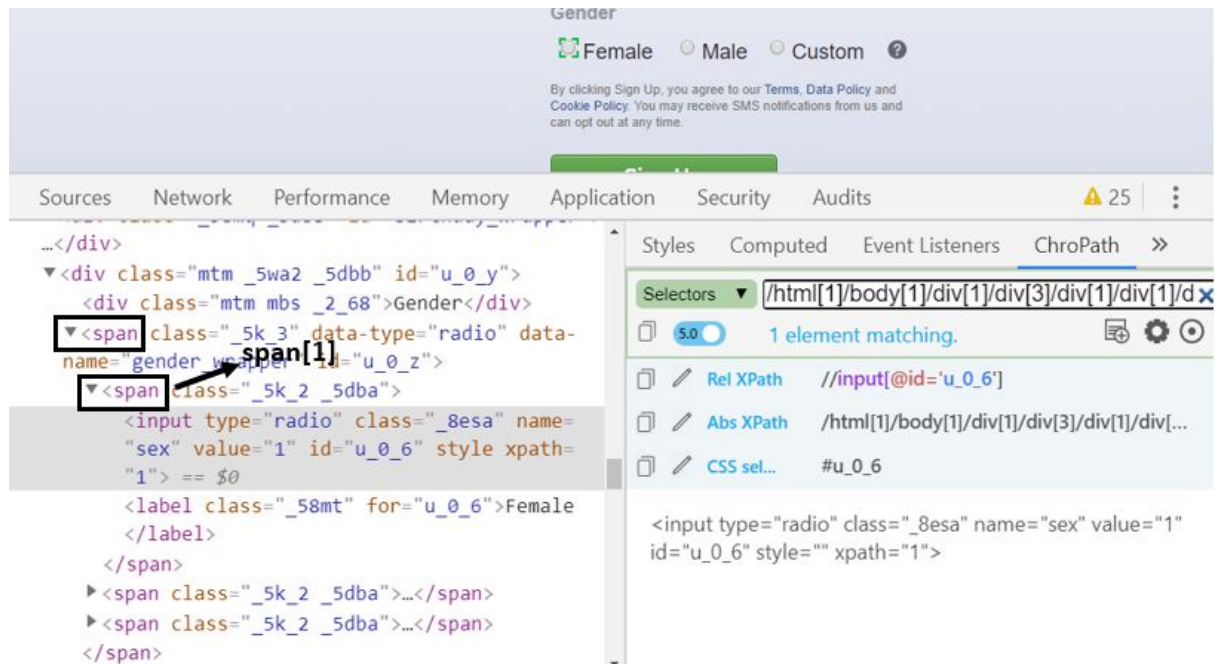 Gender
Female Male Custom ?
By clicking Sign Up, you agree to our Terms, Data Policy and
Cookie Policy. You may receive SMS notifications from us and
can opt out at any time.
Sources Network Performance Memory Application Security Audits 25
…</div>
▼<div class="mtm _5wa2 _5dbb" id="u_0_y">
<div class="mtm mbs _2_68">Gender</div>
▼<span class="_5k_3" data-type="radio" data-
name="gender_wrapper" id="u_0_z">
span[1]
▼<span class="_5k_2 _5dba">
<input type="radio" class="_8esa" name=
"sex" value="1" id="u_0_6" style xpath=
"1"> == $0
<label class="_58mt" for="u_0_6">Female
</label>
</span>
▶<span class="_5k_2 _5dba">…</span>
▶<span class="_5k_2 _5dba">…</span>
</span>
Styles Computed Event Listeners ChroPath »
Selectors ▼ /html[1]/body[1]/div[1]/div[3]/div[1]/div[1]/d x
5.0 1 element matching.
Rel XPath //input[@id='u_0_6']
Abs XPath /html[1]/body[1]/div[1]/div[3]/div[1]/div[...
CSS sel... #u_0_6
<input type="radio" class="_8esa" name="sex" value="1"
id="u_0_6" style="" xpath="1">